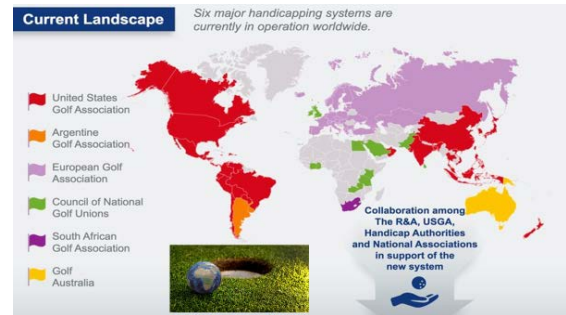 Current Landscape
Six major handicapping systems are
currently in operation worldwide.
United States
Golf Association
Argentine
Golf Association
European Golf
Association
Council of National
Golf Unions
South African
Golf Association
Golf
Australia
Collaboration among
The R&A, USGA,
Handicap Authorities
and National Associations
in support of the
new system